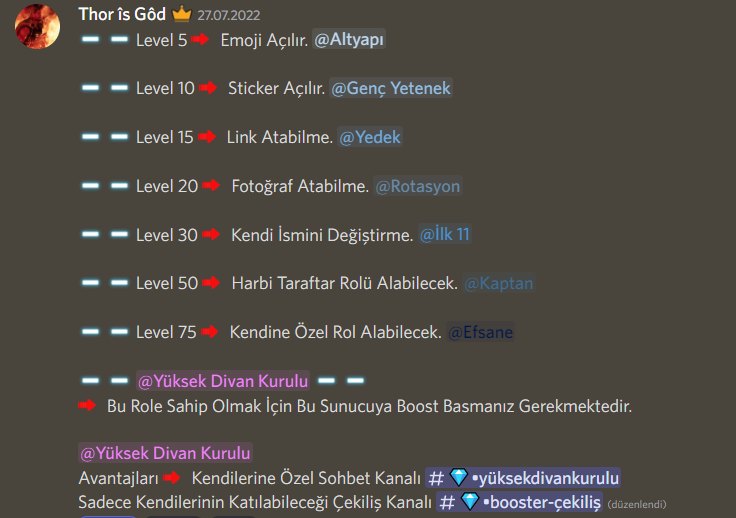 Thor îs Gôd 27.07.2022
Level 5 Emoji Açılır. @Altyapı
Level 10 Sticker Açılır. @Genç Yetenek
Level 15 Link Atabilme. @Yedek
Level 20 Fotoğraf Atabilme. @Rotasyon
Level 30 Kendi İsmini Değiştirme. @İlk 11
Level 50 Harbi Taraftar Rolü Alabilecek. @Kaptan
Level 75 Kendine Özel Rol Alabilecek. @Efsane
@Yüksek Divan Kurulu
Bu Role Sahip Olmak İçin Bu Sunucuya Boost Basmanız Gerekmektedir.
@Yüksek Divan Kurulu
Avantajları Kendilerine Özel Sohbet Kanalı # 💎•yüksekdivankurulu
Sadece Kendilerinin Katılabileceği Çekiliş Kanalı # 💎•booster-çekiliş (düzenlendi)